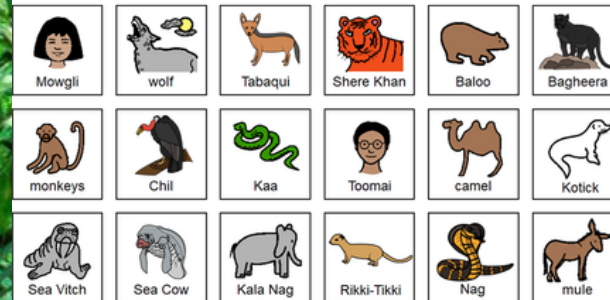 Mowgli
wolf
Tabaqui
Shere Khan
Baloo
Bagheera
monkeys
Chil
Kaa
Toomai
camel
Kotick
Sea Vitch
Sea Cow
Kala Nag
Rikki-Tikki
Nag
mule